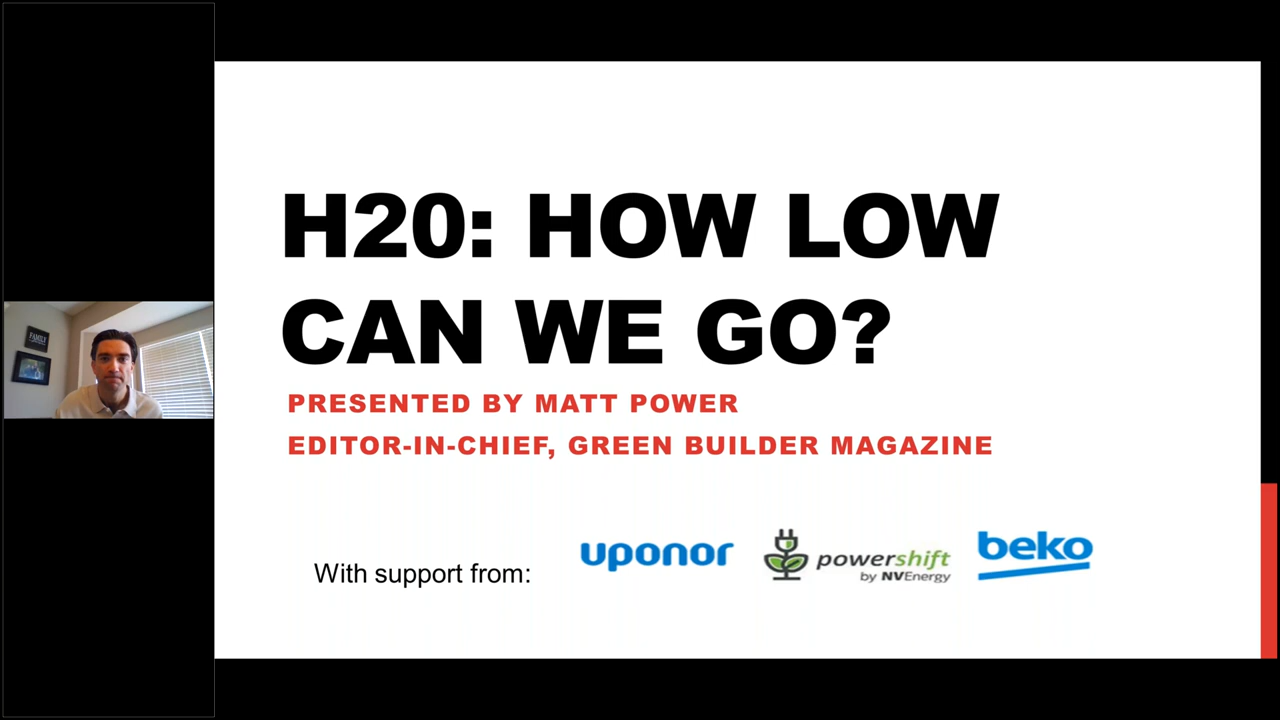 FAMILY
H20: HOW LOW
CAN WE GO?
PRESENTED BY MATT POWER
EDITOR-IN-CHIEF, GREEN BUILDER MAGAZINE
With support from:
uponor
powershift
by NVEnergy
beko